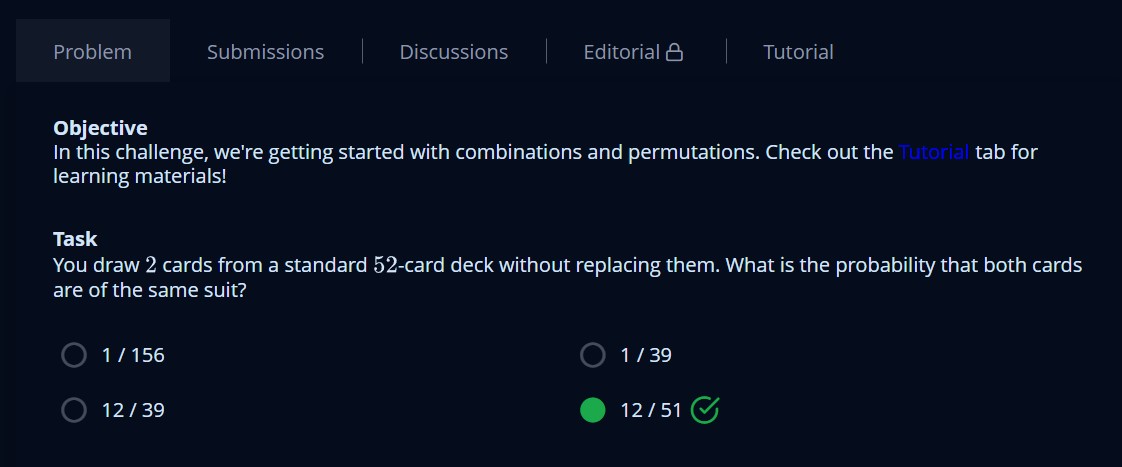 Problem Submissions Discussions Editorial Tutorial
Objective
In this challenge, we're getting started with combinations and permutations. Check out the Tutorial tab for
learning materials!
Task
You draw 2 cards from a standard 52-card deck without replacing them. What is the probability that both cards
are of the same suit?
1 / 156 1 / 39
12 / 39 12 / 51